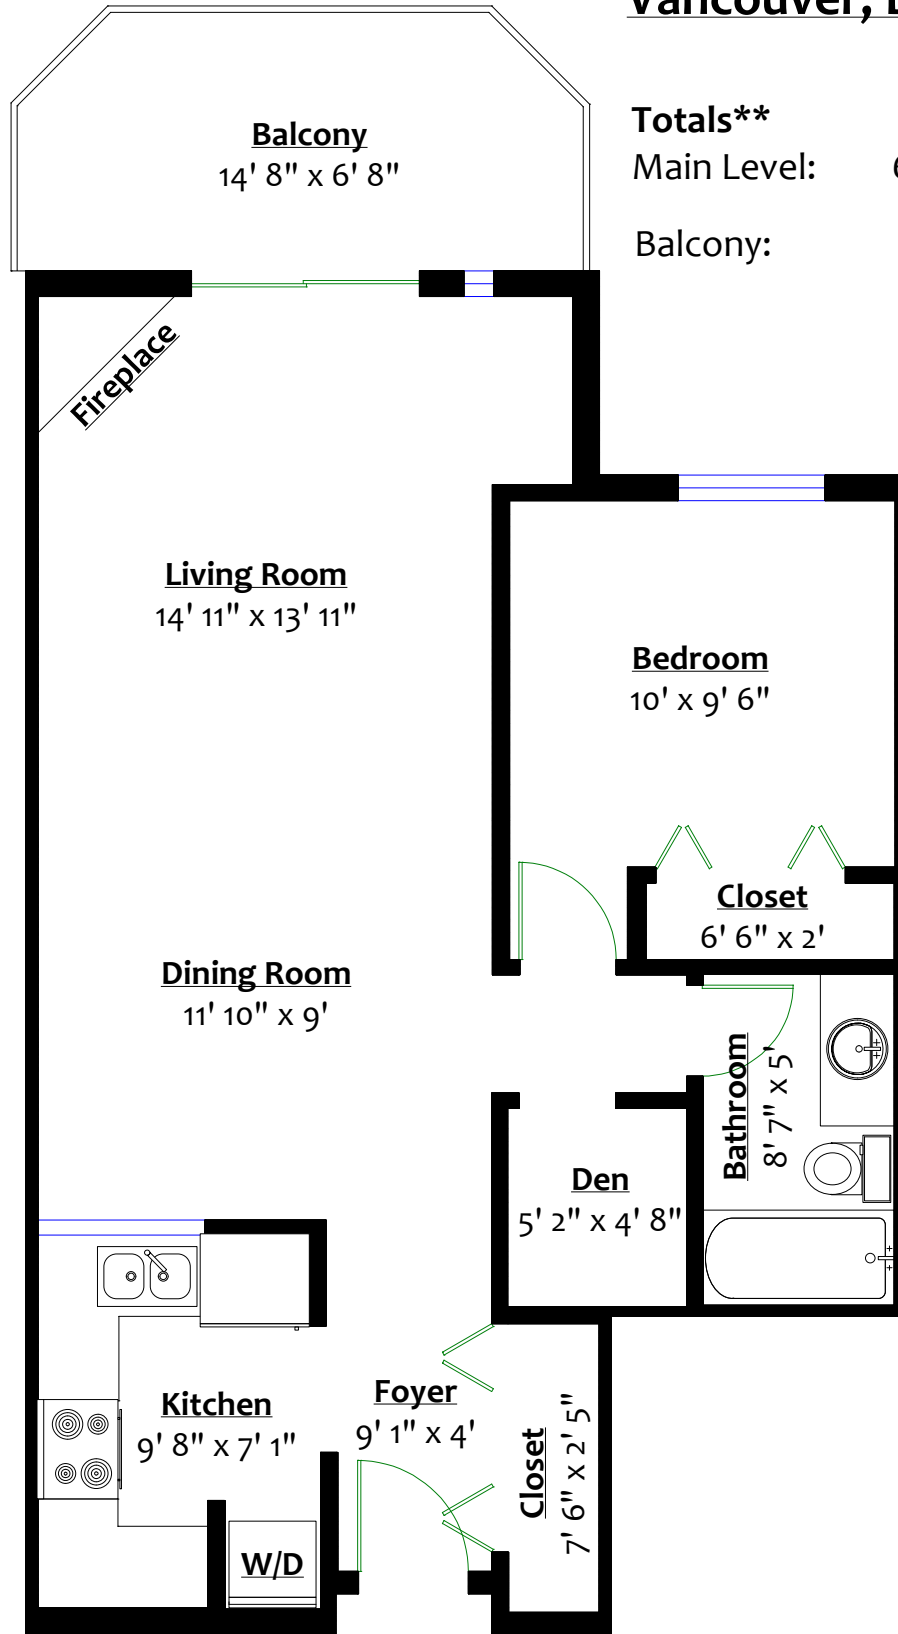 Vancouver,
Totals**
Main Level:
Balcony:
Balcony
14' 8" x 6' 8"
Fireplace
Living Room
14' 11" x 13' 11"
Bedroom
10' x 9' 6"
Closet
6' 6" x 2'
Dining Room
11' 10" x 9'
Bathroom
8' 7" x 5'
Den
5' 2" x 4' 8"
Kitchen
9' 8" x 7' 1"
Foyer
9' 1" x 4'
Closet
7' 6" x 2' 5"
W/D